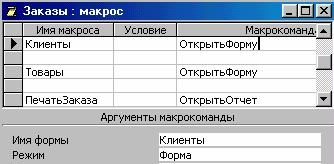 Заказы : макрос
Имя макроса Условие Макрокоманд
Клиенты ОткрытьФорму
Товары ОткрытьФорму
ПечатьЗаказа ОткрытьОтчет
Аргументы макрокоманды
Имя формы Клиенты
Режим Форма